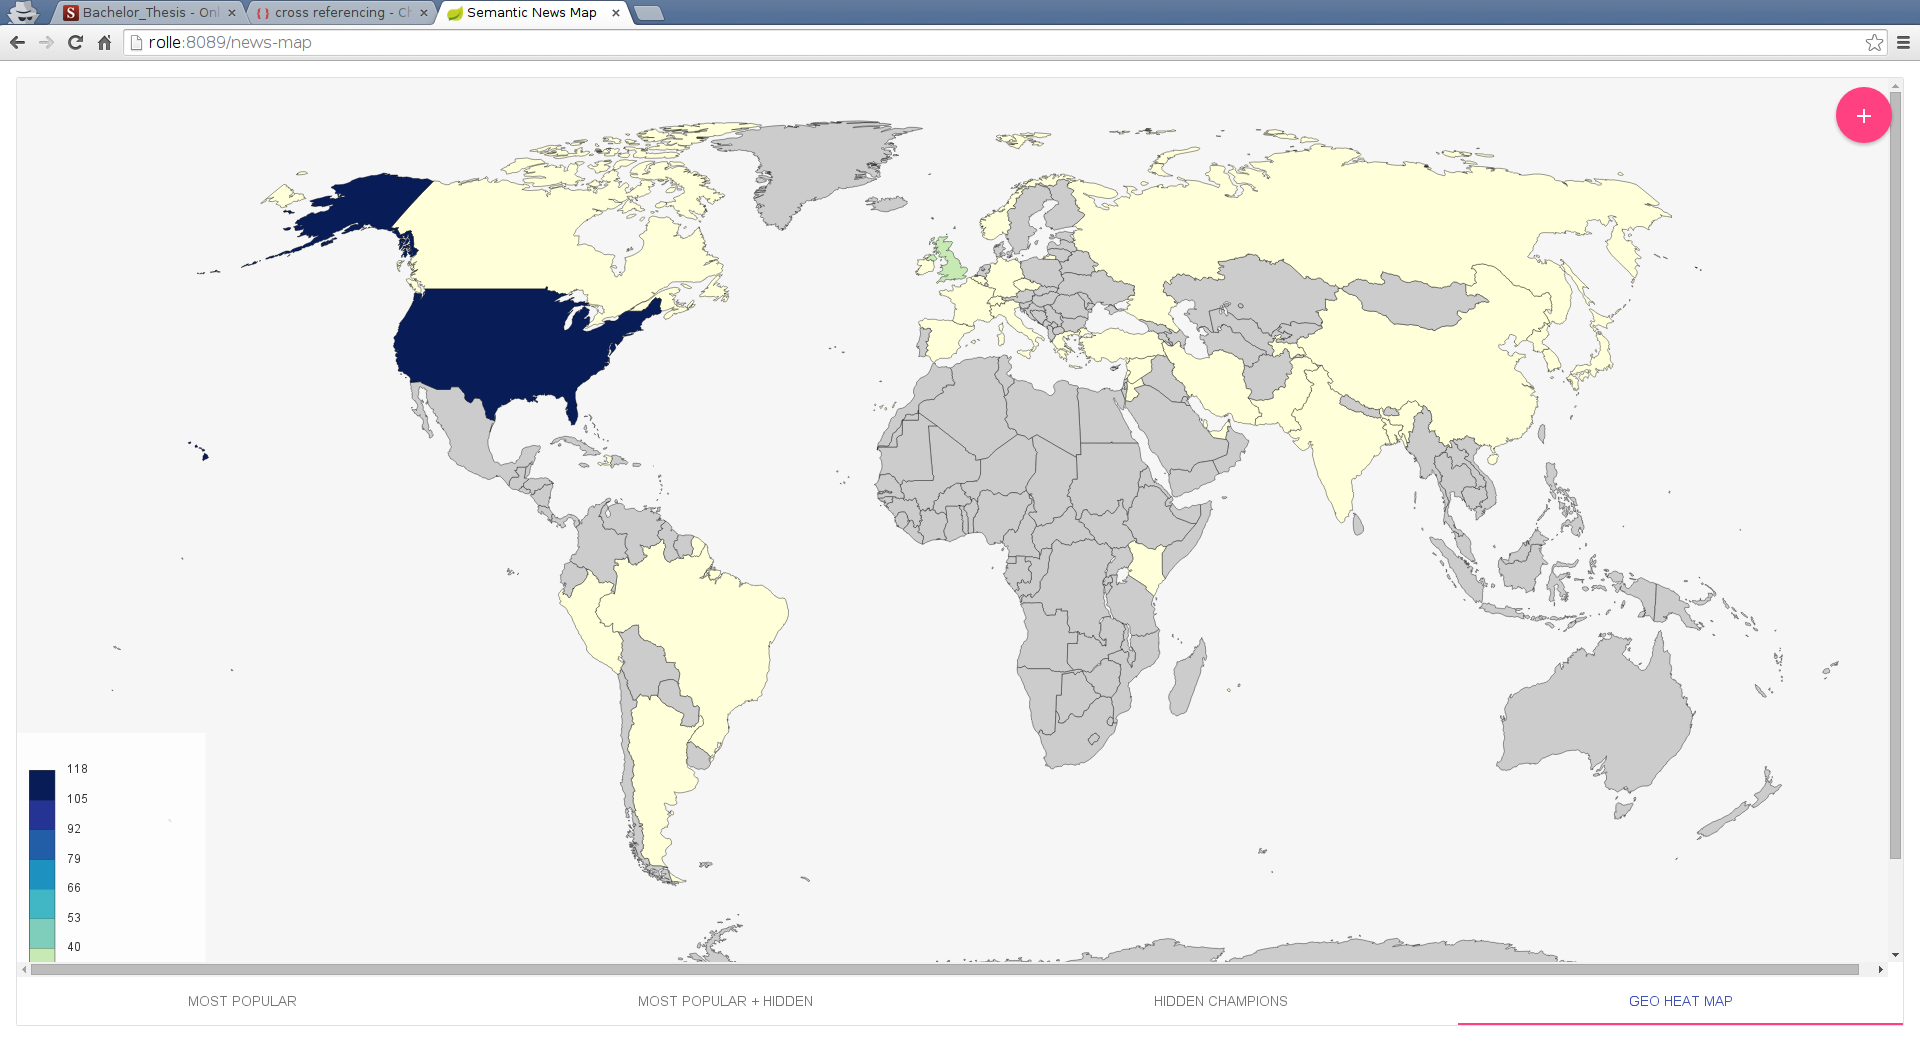 Bachelor_Thesis - Onl
cross referencing - Ch
Semantic News Map
rolle:8089/news-map
+
118
105
92
79
66
53
40
MOST POPULAR
MOST POPULAR + HIDDEN
HIDDEN CHAMPIONS
GEO HEAT MAP